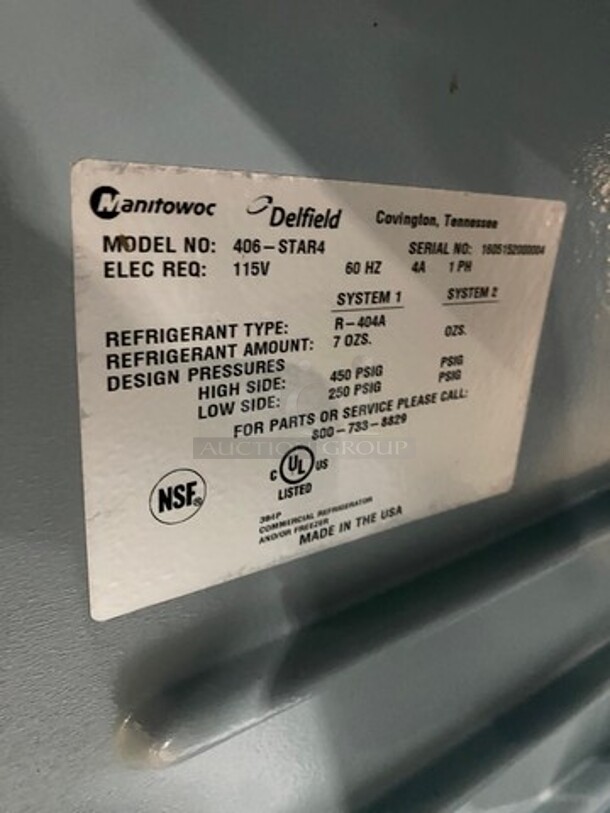 Manitowoc Delfield Covington, Tennessee
MODEL NO: 406-STAR4 SERIAL NO: 1605152000004
ELEC REQ: 115V 60 HZ 4A 1 PH
SYSTEM 1 SYSTEM 2
REFRIGERANT TYPE: R-404A
REFRIGERANT AMOUNT: 7 OZS. OZS.
DESIGN PRESSURES
HIGH SIDE: 450 PSIG PSIG
LOW SIDE: 250 PSIG PSIG
FOR PARTS OR SERVICE PLEASE CALL:
800-733-8829
AUCTION GROUP
NSF®
C UL US
LISTED
394P
COMMERCIAL REFRIGERATOR
AND/OR FREEZER
MADE IN THE USA